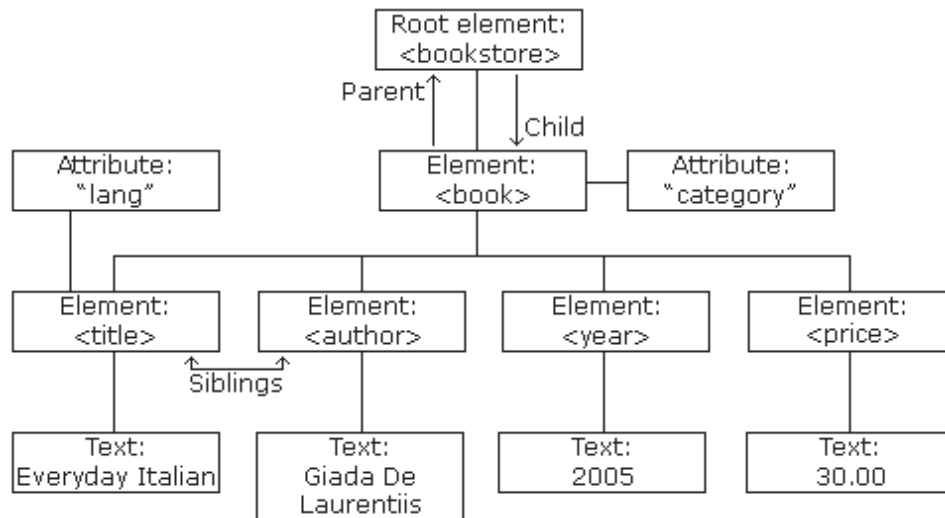 Root element:
<bookstore>
Parent
Child
Attribute:
"lang"
Element:
<book>
Attribute:
"category"
Element:
<title>
Element:
<author>
Element:
<year>
Element:
<price>
Siblings
Text:
Everyday Italian
Text:
Giada De
Laurentiis
Text:
2005
Text:
30.00